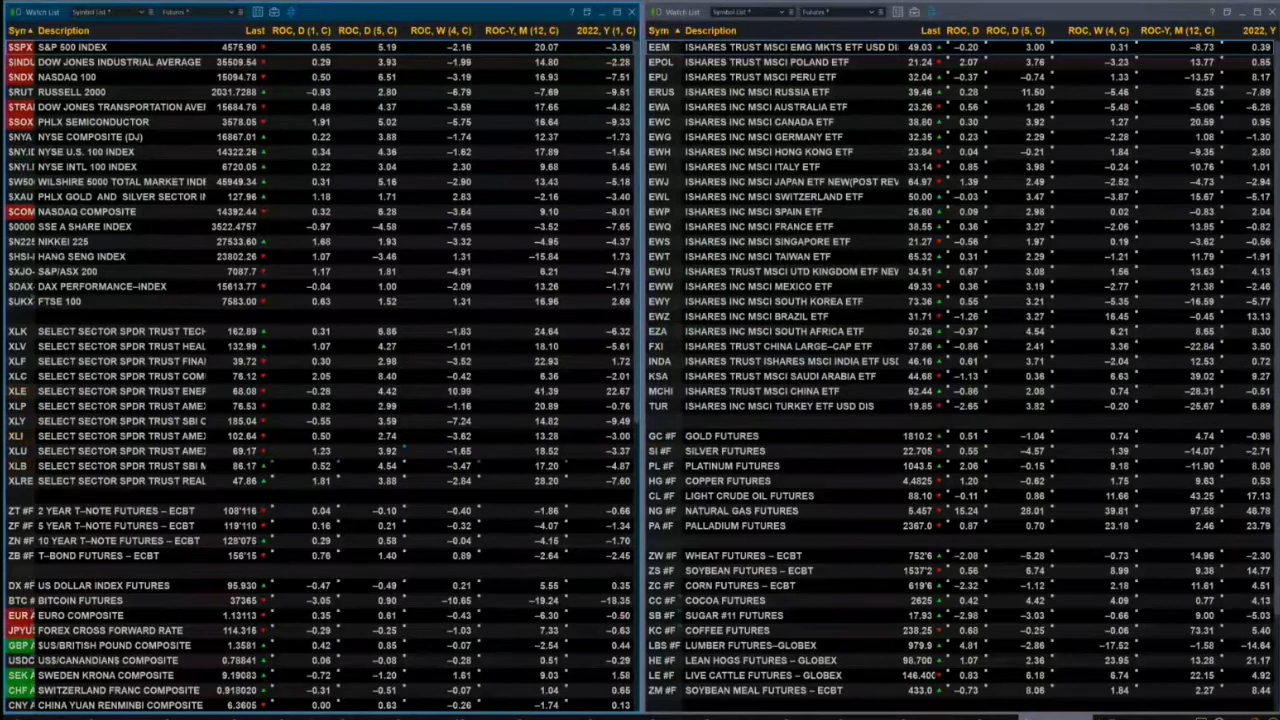 Watch List Symbol List * Futures * ?
Sym Description Last ROC, D (1, C) ROC, D (5, C) ROC, W (4, C) ROC-Y, M (12, C) 2022, Y (1, C)
$SPX S&P 500 INDEX 4575.90 0.65 5.19 -2.16 20.07 -3.99
$INDU DOW JONES INDUSTRIAL AVERAGE 35509.54 0.29 3.93 -1.99 14.80 -2.28
$NDX NASDAQ 100 15094.78 0.50 6.51 -3.19 16.93 -7.51
$RUT RUSSELL 2000 2031.7288 -0.93 2.80 -6.79 -7.69 -9.51
$TRA DOW JONES TRANSPORTATION AVEI 15684.76 0.48 4.37 -3.59 17.65 -4.82
$SOX PHLX SEMICONDUCTOR 3578.05 1.91 5.02 -5.75 16.64 -9.33
$NYA NYSE COMPOSITE (DJ) 16867.01 0.22 3.88 -1.74 12.37 -1.73
$NY.ID NYSE U.S. 100 INDEX 14322.26 0.34 4.36 -1.62 17.89 -1.54
$NYI.I NYSE INTL 100 INDEX 6720.05 0.62 3.04 2.30 9.68 5.45
$W500 WILSHIRE 5000 TOTAL MARKET INDE 45949.34 0.31 5.16 -2.90 13.43 -5.18
$XAU PHLX GOLD AND SILVER SECTOR I 127.96 1.18 1.71 2.83 -2.16 -3.40
$COM NASDAQ COMPOSITE 14392.44 0.32 6.28 -3.64 9.10 -8.01
$0000 SSE A SHARE INDEX 3522.4757 -0.97 -4.58 -7.65 -3.52 -7.65
$N225 NIKKEI 225 27533.60 1.68 1.93 -3.32 -4.95 -4.37
$HSI-I HANG SENG INDEX 23802.26 1.07 -3.46 1.31 -15.84 1.73
$XJO- S&P/ASX 200 7087.7 1.17 1.81 -4.91 6.21 -4.79
$DAX DAX PERFORMANCE-INDEX 15613.77 -0.04 1.00 -2.09 13.26 -1.71
$UKX FTSE 100 7583.00 0.63 1.52 1.31 16.96 2.69
XLK SELECT SECTOR SPDR TRUST TECH 162.89 0.31 6.86 -1.83 24.64 -6.32
XLV SELECT SECTOR SPDR TRUST HEAL 132.99 1.07 4.27 -1.01 18.10 -5.61
XLF SELECT SECTOR SPDR TRUST FINA 39.72 0.30 2.98 -3.52 22.93 1.72
XLC SELECT SECTOR SPDR TRUST COM 76.12 2.05 8.40 -0.42 6.36 -2.01
XLE SELECT SECTOR SPDR TRUST ENER 68.08 -0.28 4.42 10.99 41.39 22.67
XLP SELECT SECTOR SPDR TRUST AMEX 76.53 0.82 2.99 -1.16 20.89 -0.76
XLY SELECT SECTOR SPDR TRUST SBI C 185.04 -0.55 3.59 -7.24 14.82 -9.49
XLI SELECT SECTOR SPDR TRUST AMEX 102.64 0.50 2.74 -3.62 13.28 -3.00
XLU SELECT SECTOR SPDR TRUST AMEX 69.17 1.23 3.92 -1.65 18.52 -3.37
XLB SELECT SECTOR SPDR TRUST SBI M 86.17 0.52 4.54 -3.47 17.20 -4.87
XLRE SELECT SECTOR SPDR TRUST REAL 47.86 1.81 3.88 -2.84 28.20 -7.60
ZT #F 2 YEAR T-NOTE FUTURES - ECBT 108'116 0.04 -0.10 -0.40 -1.86 -0.66
ZF #F 5 YEAR T-NOTE FUTURES - ECBT 119'110 0.16 0.21 -0.32 -4.07 -1.34
ZN #F 10 YEAR T-NOTE FUTURES - ECBT 128'075 0.29 0.58 -0.04 -4.15 -1.70
ZB #F T-BOND FUTURES - ECBT 156'15 0.76 1.40 0.89 -2.64 -2.45
DX #F US DOLLAR INDEX FUTURES 95.930 -0.47 -0.49 0.21 5.55 0.35
BTC # BITCOIN FUTURES 37365 -3.05 0.90 -10.65 -19.24 -18.35
EUR A EURO COMPOSITE 1.13113 0.35 0.61 -0.43 -6.30 -0.50
JPYU FOREX CROSS FORWARD RATE 114.316 -0.29 -0.25 -1.03 7.33 -0.63
GBP A $US/BRITISH POUND COMPOSITE 1.3581 0.42 0.85 -0.07 -2.54 0.44
USDC US$/CANADIAN$ COMPOSITE 0.78841 0.06 -0.08 -0.28 0.51 -0.29
SEK A SWEDEN KRONA COMPOSITE 9.19083 -0.72 -1.20 1.61 9.03 1.58
CHF A SWITZERLAND FRANC COMPOSITE 0.918020 -0.31 -0.51 -0.07 1.04 0.65
CNY A CHINA YUAN RENMINBI COMPOSITE 6.3605 0.00 0.63 -0.26 -1.74 0.13
Watch List Symbol List * Futures * ?
Sym Description Last ROC, D ROC, D (5, C) ROC, W (4, C) ROC-Y, M (12, C) 2022, Y
EEM ISHARES TRUST MSCI EMG MKTS ETF USD DI 49.03 -0.20 3.00 0.31 -8.73 0.39
EPOL ISHARES TRUST MSCI POLAND ETF 21.24 2.07 3.76 -3.23 13.77 0.85
EPU ISHARES TRUST MSCI PERU ETF 32.04 -0.37 -0.74 1.33 -13.57 8.17
ERUS ISHARES INC MSCI RUSSIA ETF 39.46 0.28 11.50 -5.46 5.25 -7.89
EWA ISHARES INC MSCI AUSTRALIA ETF 23.26 0.56 1.26 -5.48 -5.06 -6.28
EWC ISHARES INC MSCI CANADA ETF 38.80 0.30 3.92 1.27 20.59 0.95
EWG ISHARES INC MSCI GERMANY ETF 32.35 0.23 2.29 -2.28 1.08 -1.30
EWH ISHARES INC MSCI HONG KONG ETF 23.84 0.04 -0.21 1.84 -9.35 2.80
EWI ISHARES INC MSCI ITALY ETF 33.14 0.85 3.98 -0.24 10.76 1.01
EWJ ISHARES INC MSCI JAPAN ETF NEW(POST REV 64.97 1.39 2.49 -2.52 -4.73 -2.94
EWL ISHARES INC MSCI SWITZERLAND ETF 50.00 -0.03 3.47 -3.87 15.67 -5.17
EWP ISHARES INC MSCI SPAIN ETF 26.80 0.09 2.98 0.02 -0.83 2.04
EWQ ISHARES INC MSCI FRANCE ETF 38.55 0.36 3.27 -2.06 13.85 -0.82
EWS ISHARES INC MSCI SINGAPORE ETF 21.27 -0.56 1.97 0.19 -3.62 -0.56
EWT ISHARES INC MSCI TAIWAN ETF 65.32 0.31 2.29 -1.21 11.79 -1.91
EWU ISHARES TRUST MSCI UTD KINGDOM ETF NEW 34.51 0.67 3.08 1.56 13.63 4.13
EWW ISHARES INC MSCI MEXICO ETF 49.33 0.36 3.19 -2.77 21.38 -2.46
EWY ISHARES INC MSCI SOUTH KOREA ETF 73.36 0.55 3.21 -5.35 -16.59 -5.77
EWZ ISHARES INC MSCI BRAZIL ETF 31.71 -1.26 3.27 16.45 -0.45 13.13
EZA ISHARES INC MSCI SOUTH AFRICA ETF 50.26 -0.97 4.54 6.21 8.65 8.30
FXI ISHARES TRUST CHINA LARGE-CAP ETF 37.86 -0.86 2.41 3.36 -22.84 3.50
INDA ISHARES TRUST ISHARES MSCI INDIA ETF USD 46.16 0.61 3.71 -2.04 12.53 0.72
KSA ISHARES TRUST MSCI SAUDI ARABIA ETF 44.68 -1.13 0.36 6.63 39.02 9.27
MCHI ISHARES TRUST MSCI CHINA ETF 62.44 -0.86 2.08 0.74 -28.31 -0.51
TUR ISHARES INC MSCI TURKEY ETF USD DIS 19.85 -2.65 3.82 -0.20 -25.67 6.89
GC #F GOLD FUTURES 1810.2 0.51 -1.04 0.74 4.74 -0.98
SI #F SILVER FUTURES 22.705 0.55 -4.57 1.39 -14.07 -2.71
PL #F PLATINUM FUTURES 1043.5 2.06 -0.15 9.18 -11.90 8.08
HG #F COPPER FUTURES 4.4825 1.20 -0.62 1.75 9.63 0.53
CL #F LIGHT CRUDE OIL FUTURES 88.10 -0.11 0.86 11.66 43.25 17.13
NG #F NATURAL GAS FUTURES 5.457 15.24 28.01 39.81 97.58 46.78
PA #F PALLADIUM FUTURES 2367.0 0.87 0.70 23.18 2.46 23.79
ZW #F WHEAT FUTURES - ECBT 752'6 -2.08 -5.28 -0.73 14.96 -2.30
ZS #F SOYBEAN FUTURES - ECBT 1537'2 0.56 6.74 8.99 9.38 14.77
ZC #F CORN FUTURES - ECBT 619'6 -2.32 -1.12 2.18 11.61 4.51
CC #F COCOA FUTURES 2625 0.42 4.42 4.09 0.77 4.13
SB #F SUGAR #11 FUTURES 17.93 -2.98 -3.03 -0.66 9.00 -5.03
KC #F COFFEE FUTURES 238.25 0.68 -0.25 -0.06 73.31 5.40
LBS #F LUMBER FUTURES-GLOBEX 979.9 4.81 -2.86 -17.52 -1.58 -14.64
HE #F LEAN HOGS FUTURES - GLOBEX 98.700 1.07 2.36 23.95 13.28 21.17
LE #F LIVE CATTLE FUTURES - GLOBEX 146.400 0.83 6.18 6.74 22.15 4.92
ZM #F SOYBEAN MEAL FUTURES - ECBT 433.0 -0.73 8.06 1.84 2.27 8.44